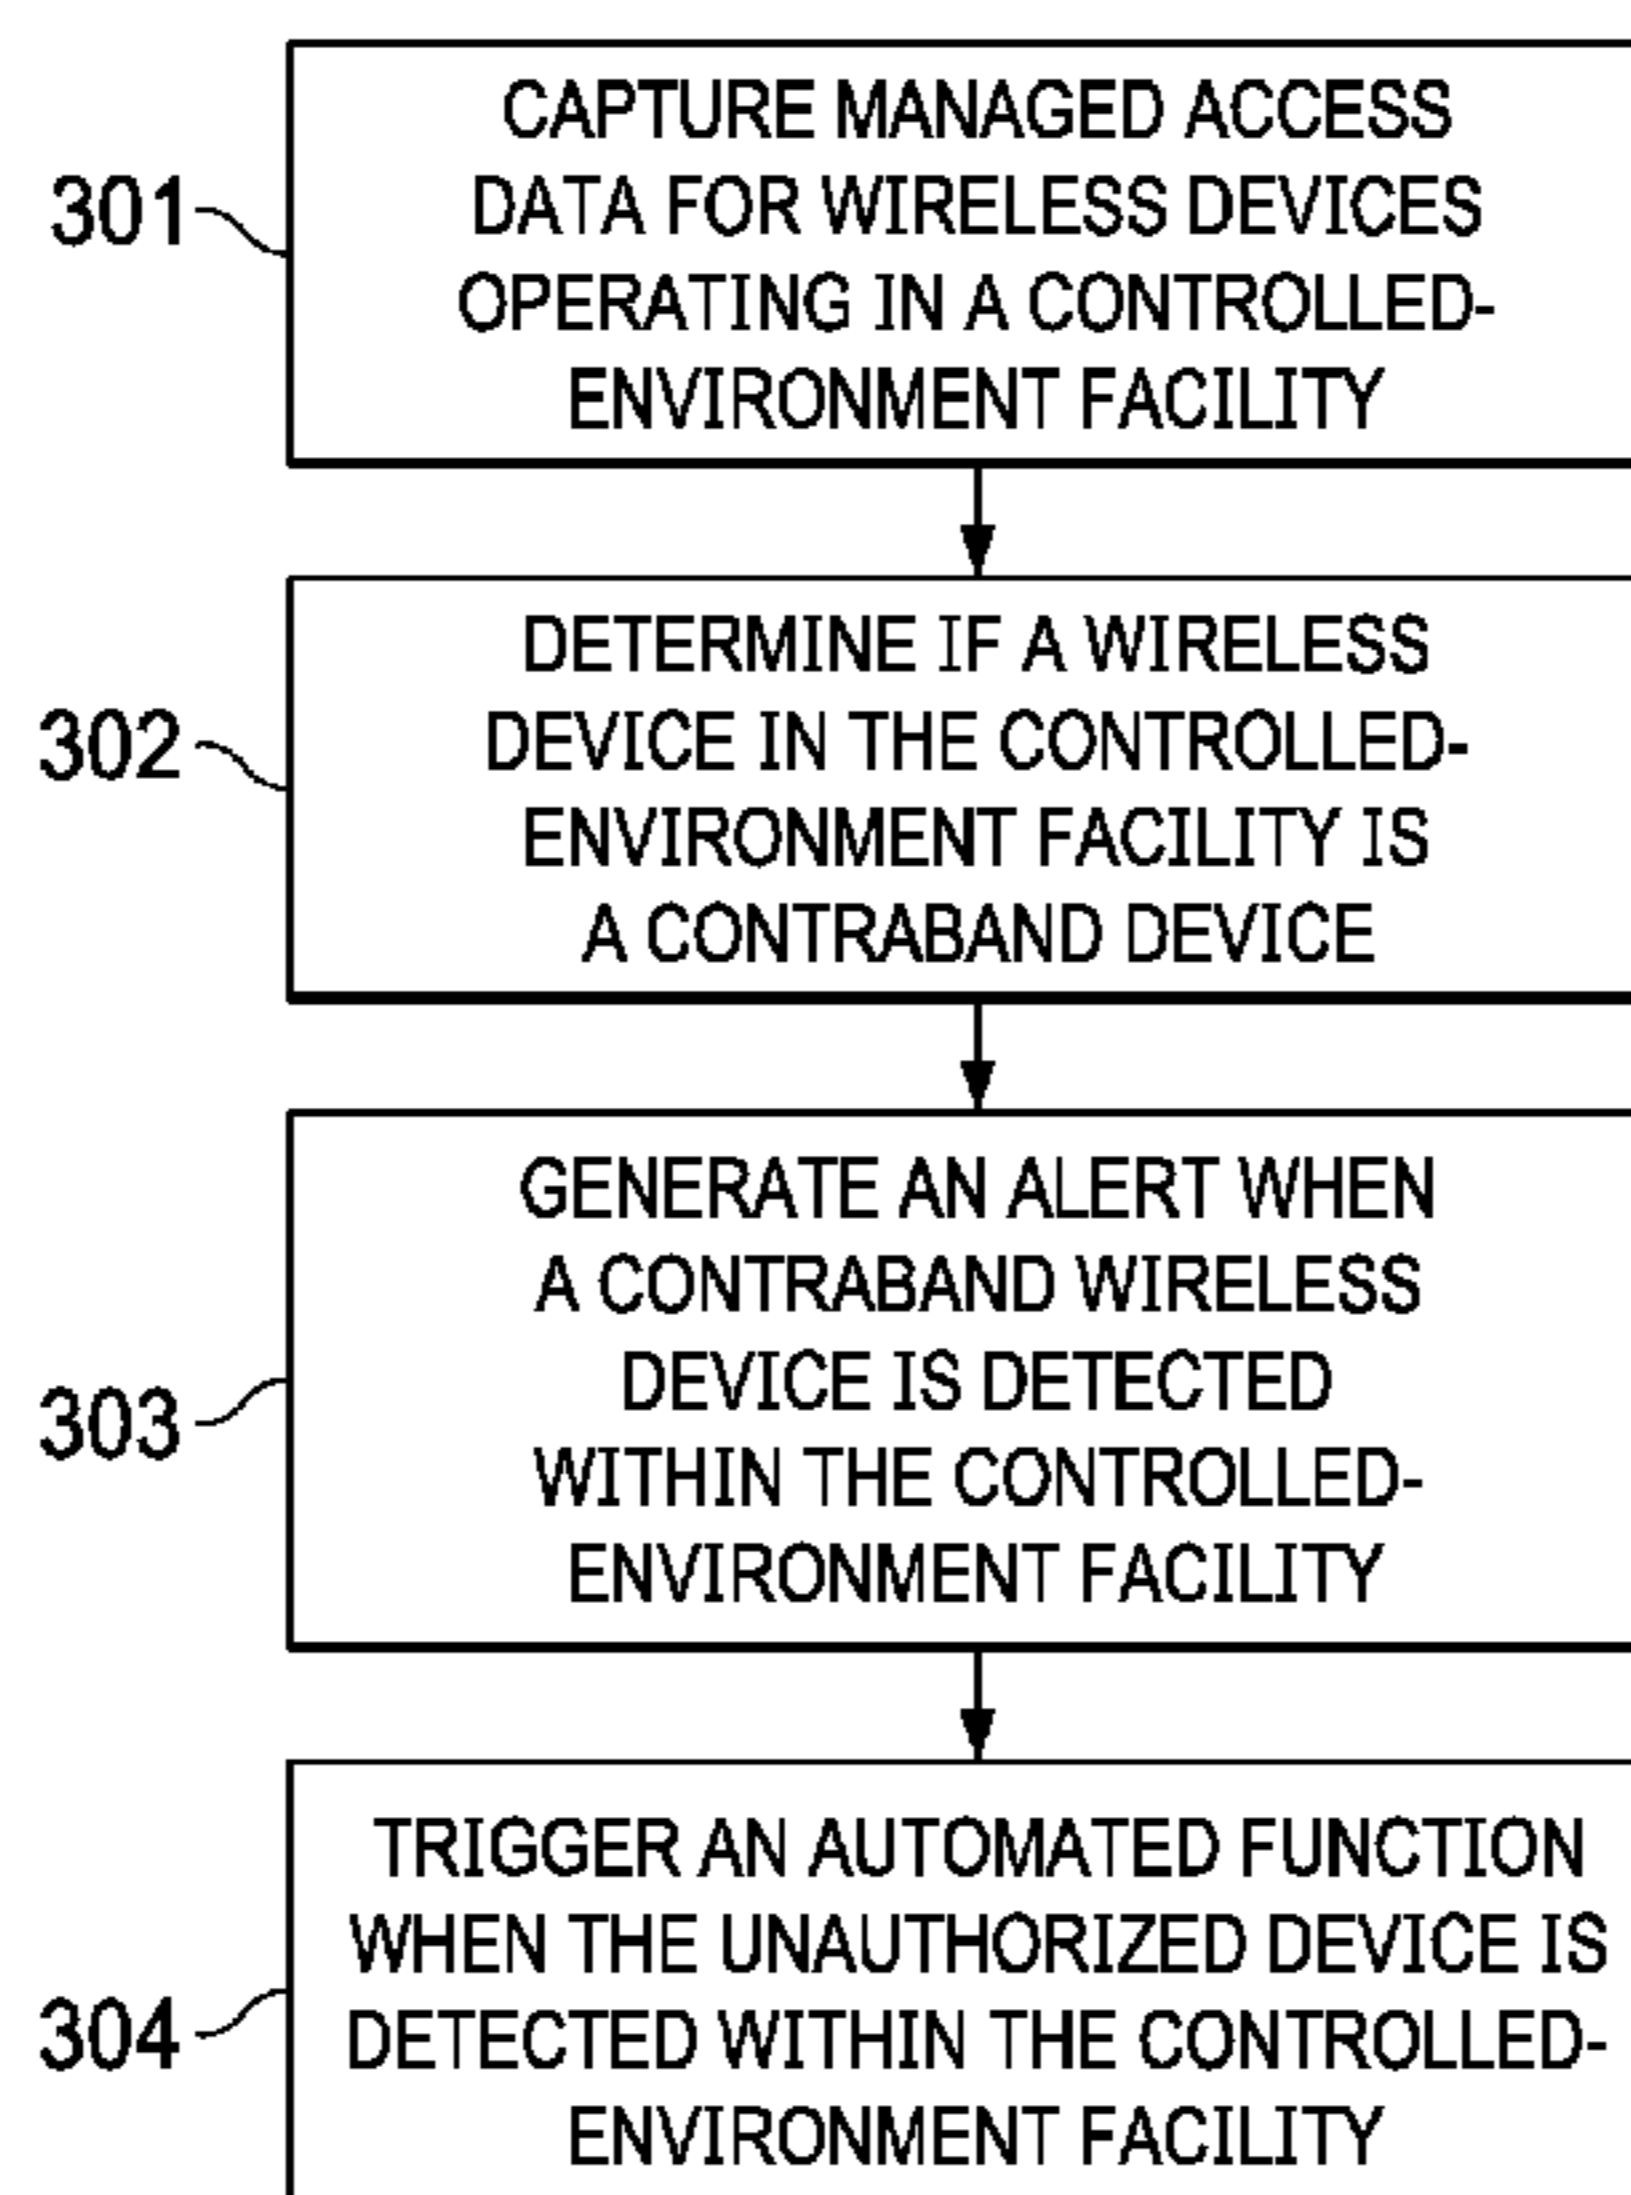 CAPTURE MANAGED ACCESS
DATA FOR WIRELESS DEVICES
OPERATING IN A CONTROLLED-
ENVIRONMENT FACILITY
301
DETERMINE IF A WIRELESS
DEVICE IN THE CONTROLLED-
ENVIRONMENT FACILITY IS
A CONTRABAND DEVICE
302
GENERATE AN ALERT WHEN
A CONTRABAND WIRELESS
DEVICE IS DETECTED
WITHIN THE CONTROLLED-
ENVIRONMENT FACILITY
303
TRIGGER AN AUTOMATED FUNCTION
WHEN THE UNAUTHORIZED DEVICE IS
DETECTED WITHIN THE CONTROLLED-
ENVIRONMENT FACILITY
304